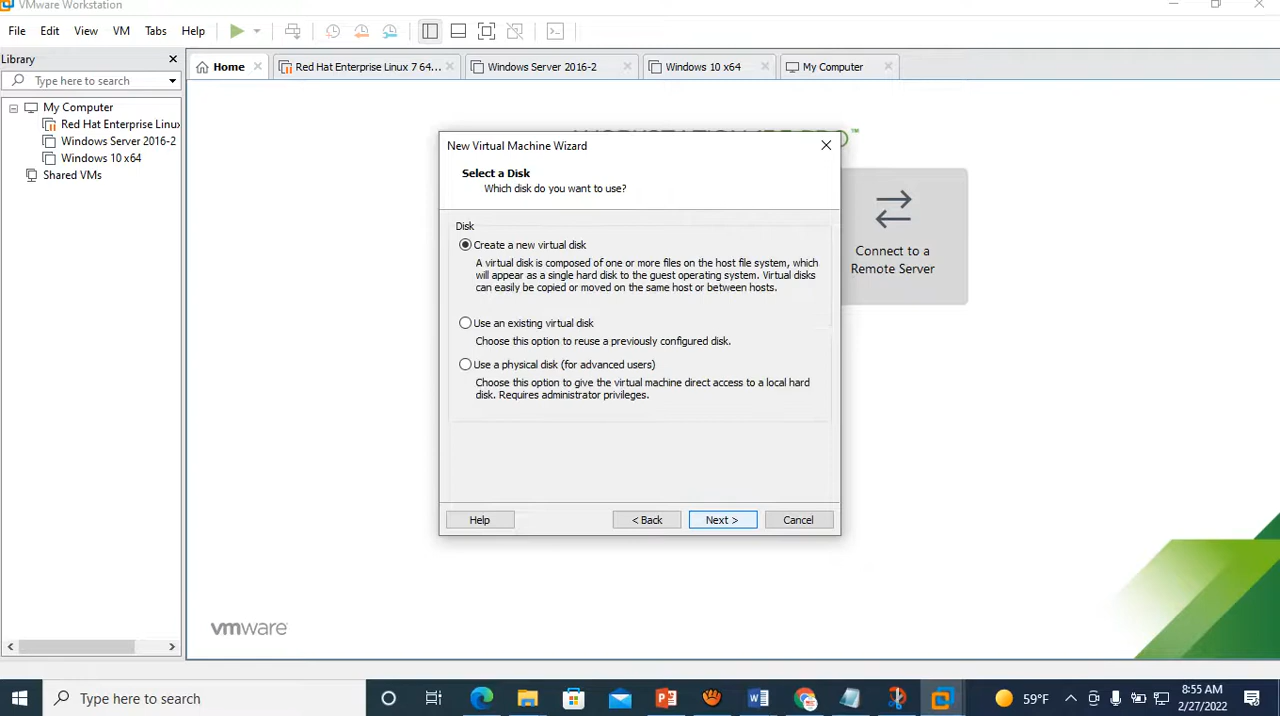 VMware Workstation
File Edit View VM Tabs Help
Library
Type here to search
Home
Red Hat Enterprise Linux 7 64...
Windows Server 2016-2
Windows 10 x64
My Computer
My Computer
Red Hat Enterprise Linux
Windows Server 2016-2
Windows 10 x64
Shared VMs
New Virtual Machine Wizard
Select a Disk
Which disk do you want to use?
Disk
Create a new virtual disk
A virtual disk is composed of one or more files on the host file system, which
will appear as a single hard disk to the guest operating system. Virtual disks
can easily be copied or moved on the same host or between hosts.
Use an existing virtual disk
Choose this option to reuse a previously configured disk.
Use a physical disk (for advanced users)
Choose this option to give the virtual machine direct access to a local hard
disk. Requires administrator privileges.
Help
< Back
Next >
Cancel
Connect to a
Remote Server
vmware
Type here to search
59°F
8:55 AM
2/27/2022